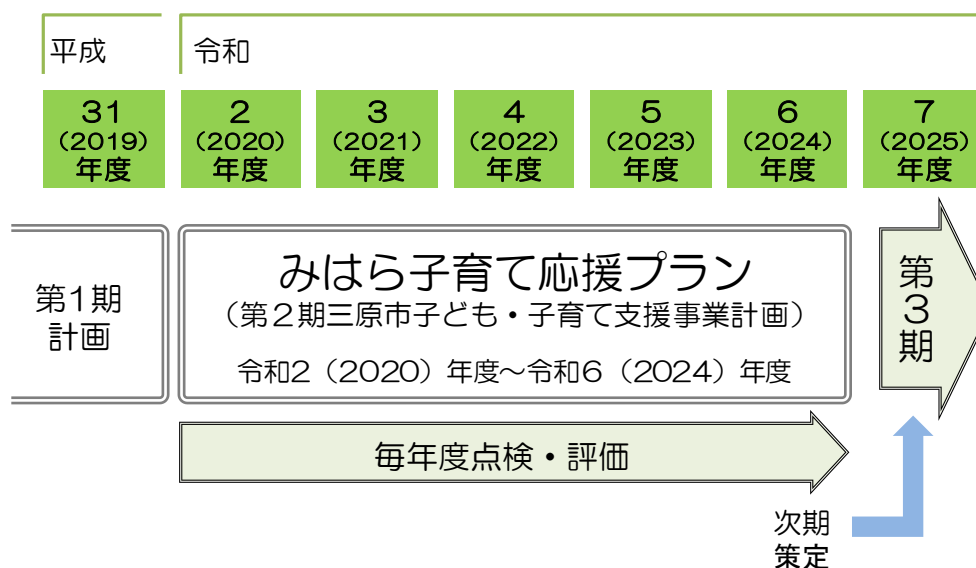 平成
令和
31
(2019)
年度
2
(2020)
年度
3
(2021)
年度
4
(2022)
年度
5
(2023)
年度
6
(2024)
年度
7
(2025)
年度
第1期
計画
みはら子育て応援プラン
(第2期三原市子ども・子育て支援事業計画)
令和2(2020)年度～令和6(2024)年度
第3期
毎年度点検・評価
次期
策定